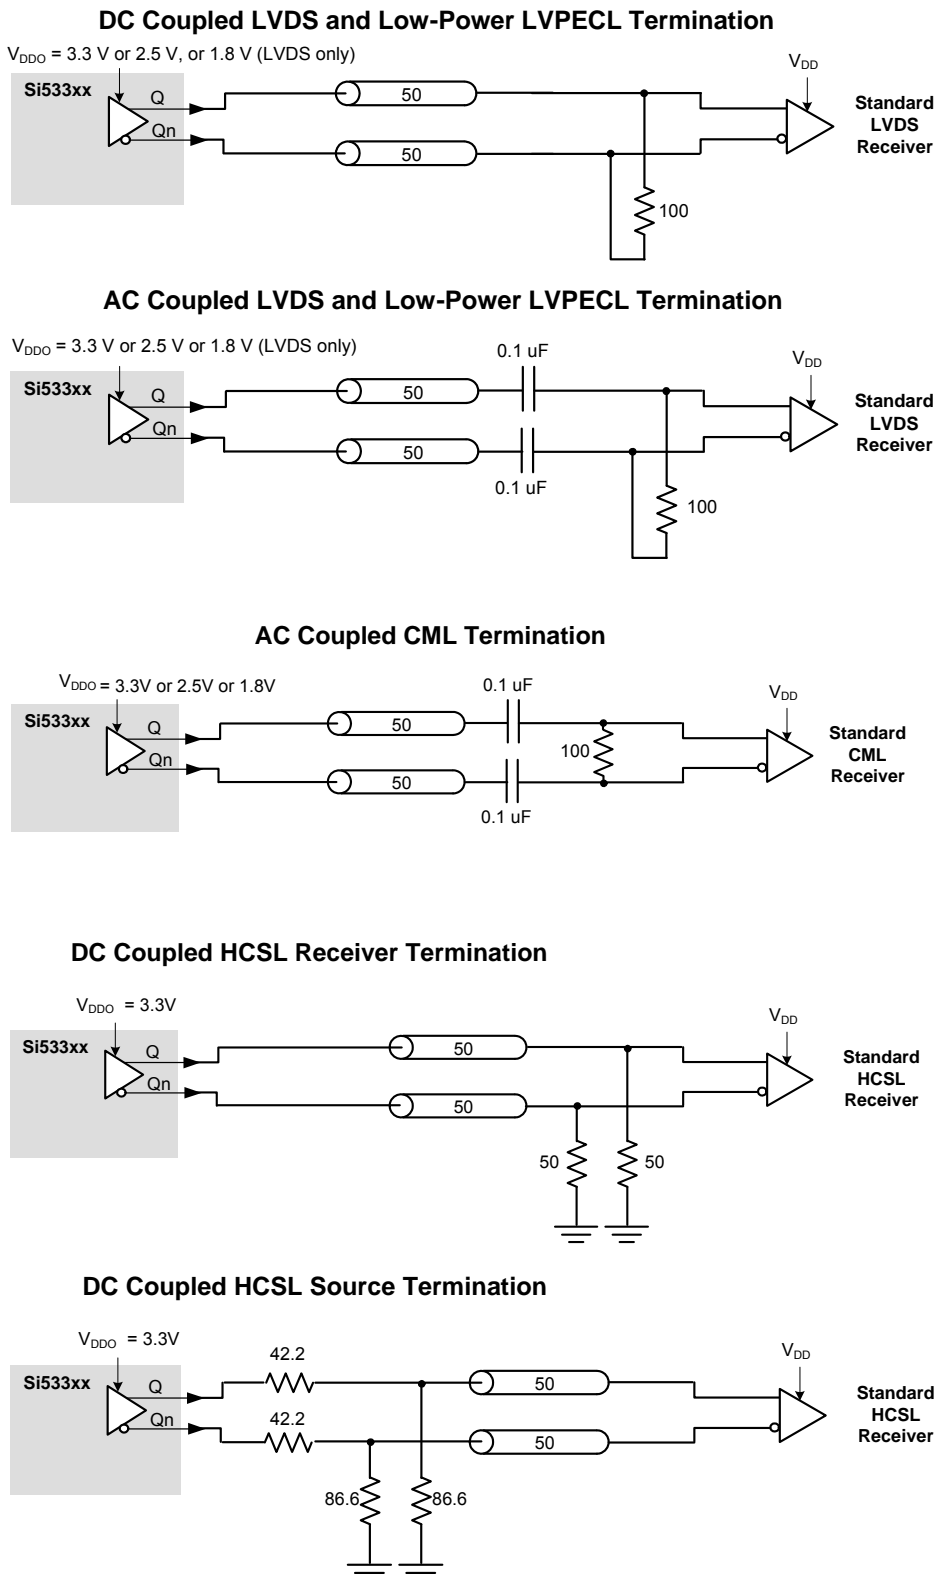 DC Coupled LVDS and Low-Power LVPECL Termination
VDDO = 3.3 V or 2.5 V, or 1.8 V (LVDS only)
Si533xx
Q
Qn
50
50
100
VDD
Standard
LVDS
Receiver
AC Coupled LVDS and Low-Power LVPECL Termination
VDDO = 3.3 V or 2.5 V or 1.8 V (LVDS only)
Si533xx
Q
Qn
50
50
0.1 uF
0.1 uF
100
VDD
Standard
LVDS
Receiver
AC Coupled CML Termination
VDDO = 3.3V or 2.5V or 1.8V
Si533xx
Q
Qn
50
50
0.1 uF
0.1 uF
100
VDD
Standard
CML
Receiver
DC Coupled HCSL Receiver Termination
VDDO = 3.3V
Si533xx
Q
Qn
50
50
50
50
VDD
Standard
HCSL
Receiver
DC Coupled HCSL Source Termination
VDDO = 3.3V
Si533xx
Q
Qn
42.2
42.2
86.6
86.6
50
50
VDD
Standard
HCSL
Receiver